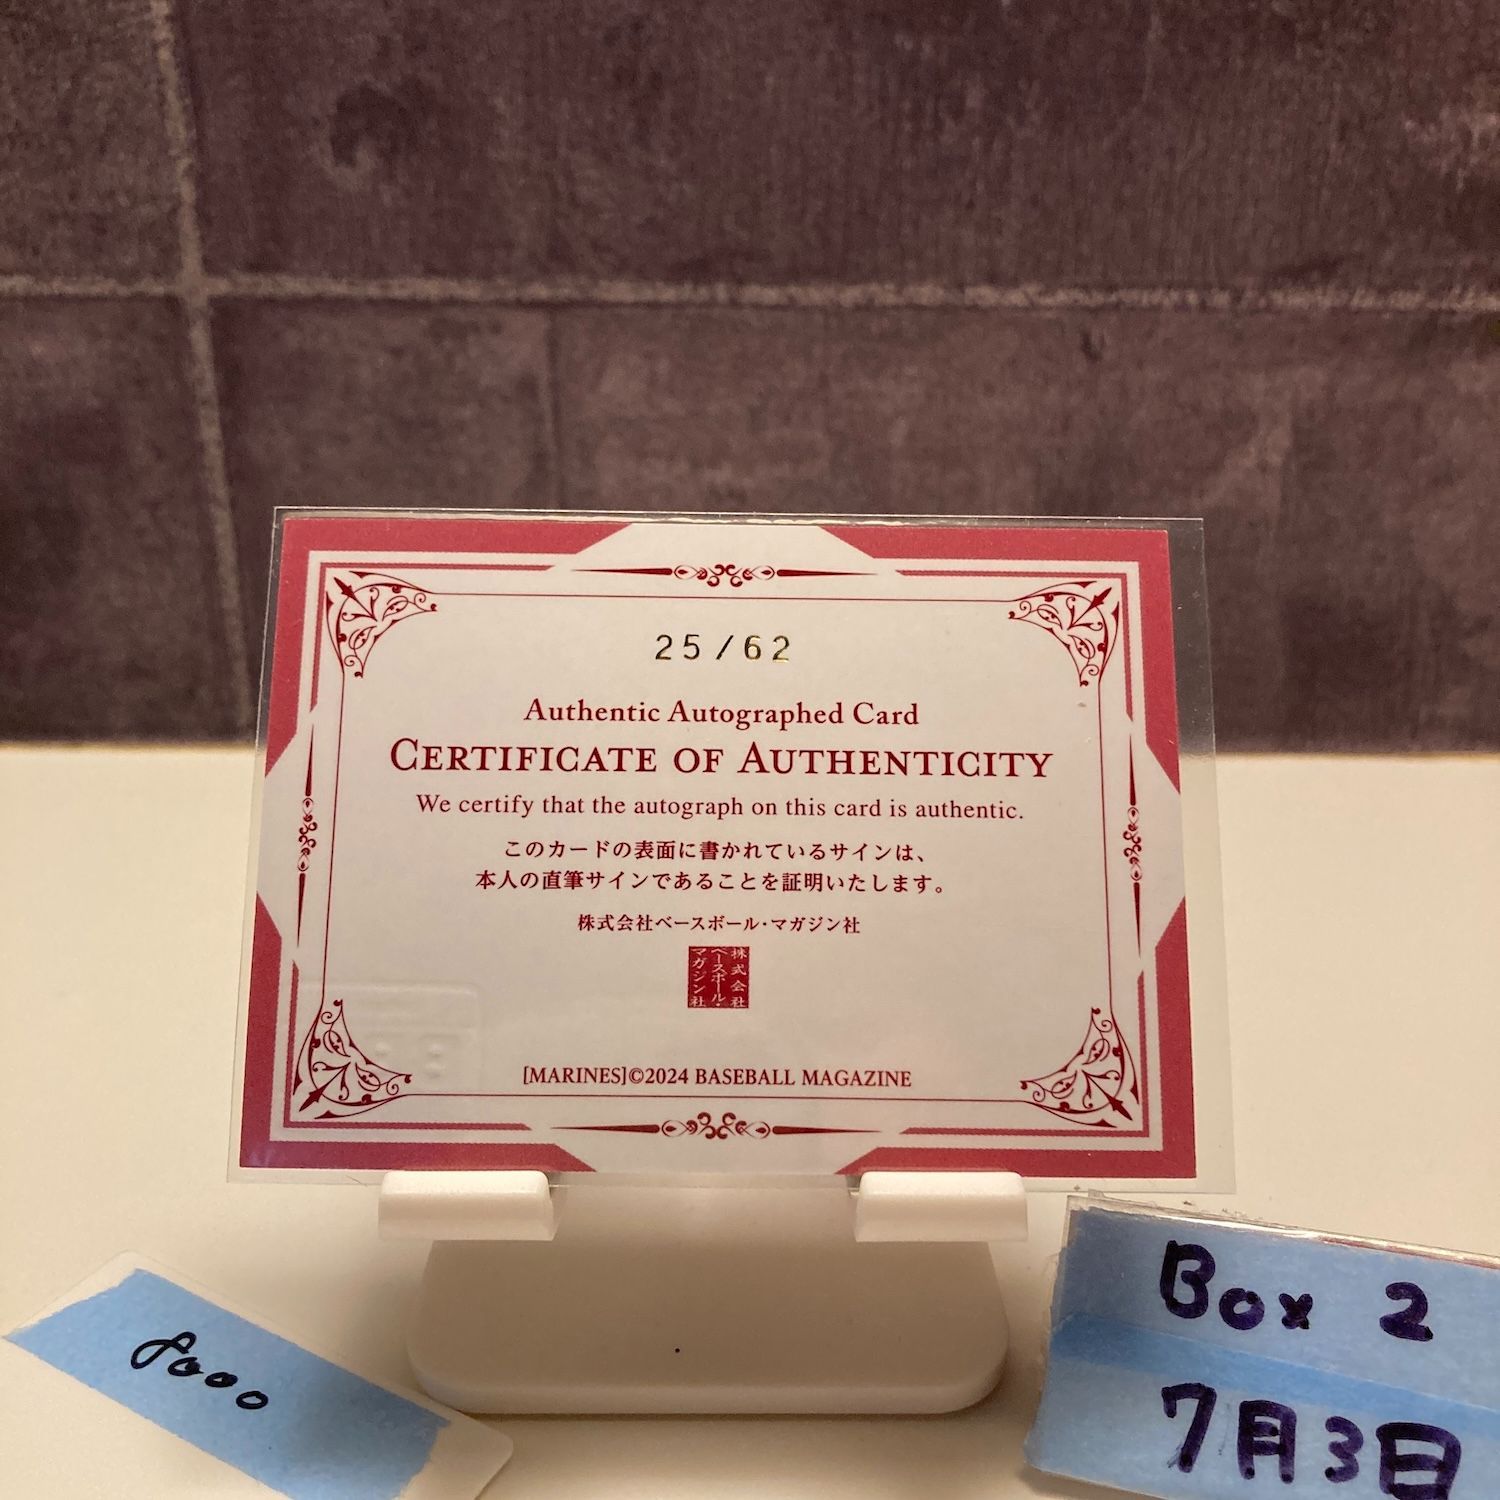 25/62
Authentic Autographed Card
CERTIFICATE OF AUTHENTICITY
We certify that the autograph on this card is authentic.
このカードの表面に書かれているサインは、
本人の直筆サインであることを証明いたします。
株式会社ベースボール・マガジン社
株式会社
ベースボール・
マガジン社
[MARINES]©2024 BASEBALL MAGAZINE
8000
Box 2
7月3日